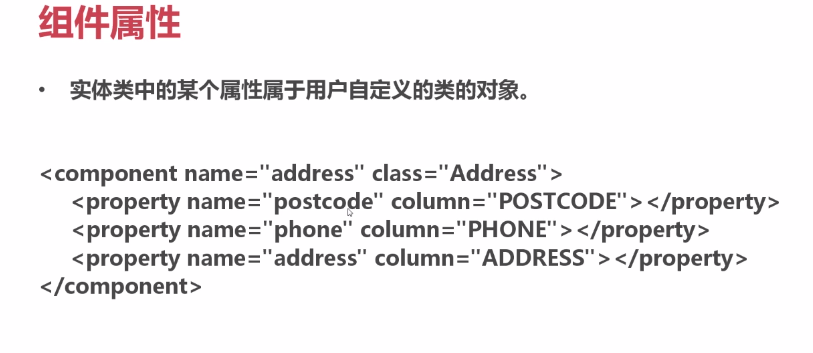 组件属性
• 实体类中的某个属性属于用户自定义的类的对象。
<component name="address" class="Address">
<property name="postcode" column="POSTCODE"></property>
<property name="phone" column="PHONE"></property>
<property name="address" column="ADDRESS"></property>
</component>